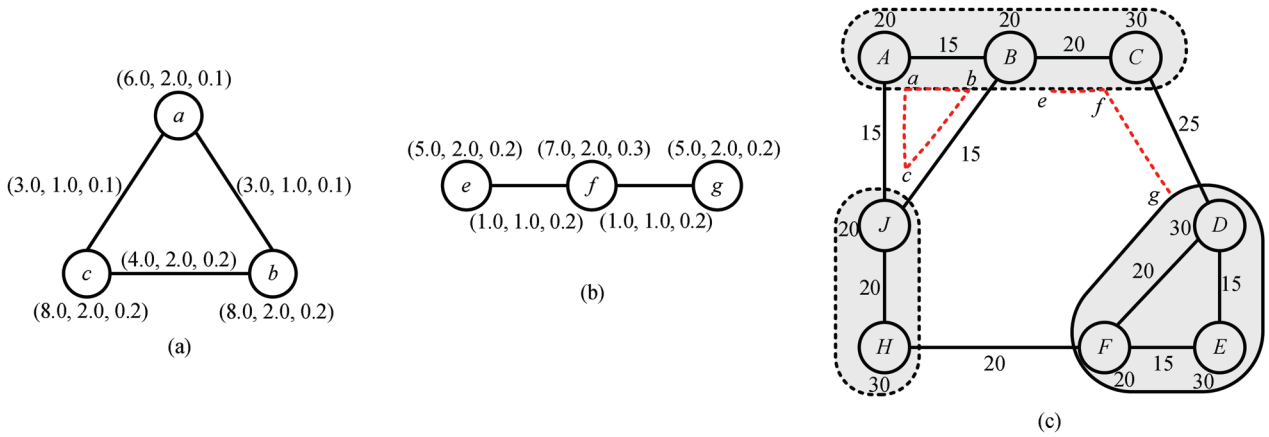 (6.0, 2.0, 0.1)
a
(3.0, 1.0, 0.1) (3.0, 1.0, 0.1)
c (4.0, 2.0, 0.2) b
(8.0, 2.0, 0.2) (8.0, 2.0, 0.2)
(a)
(5.0, 2.0, 0.2) (7.0, 2.0, 0.3) (5.0, 2.0, 0.2)
e f g
(1.0, 1.0, 0.2) (1.0, 1.0, 0.2)
(b)
20 20 30
A 15 B 20 C
a b e f
15 15 25
c
g
J D
20 30
20 20 15
H F E
20 15
30 20 30
(c)